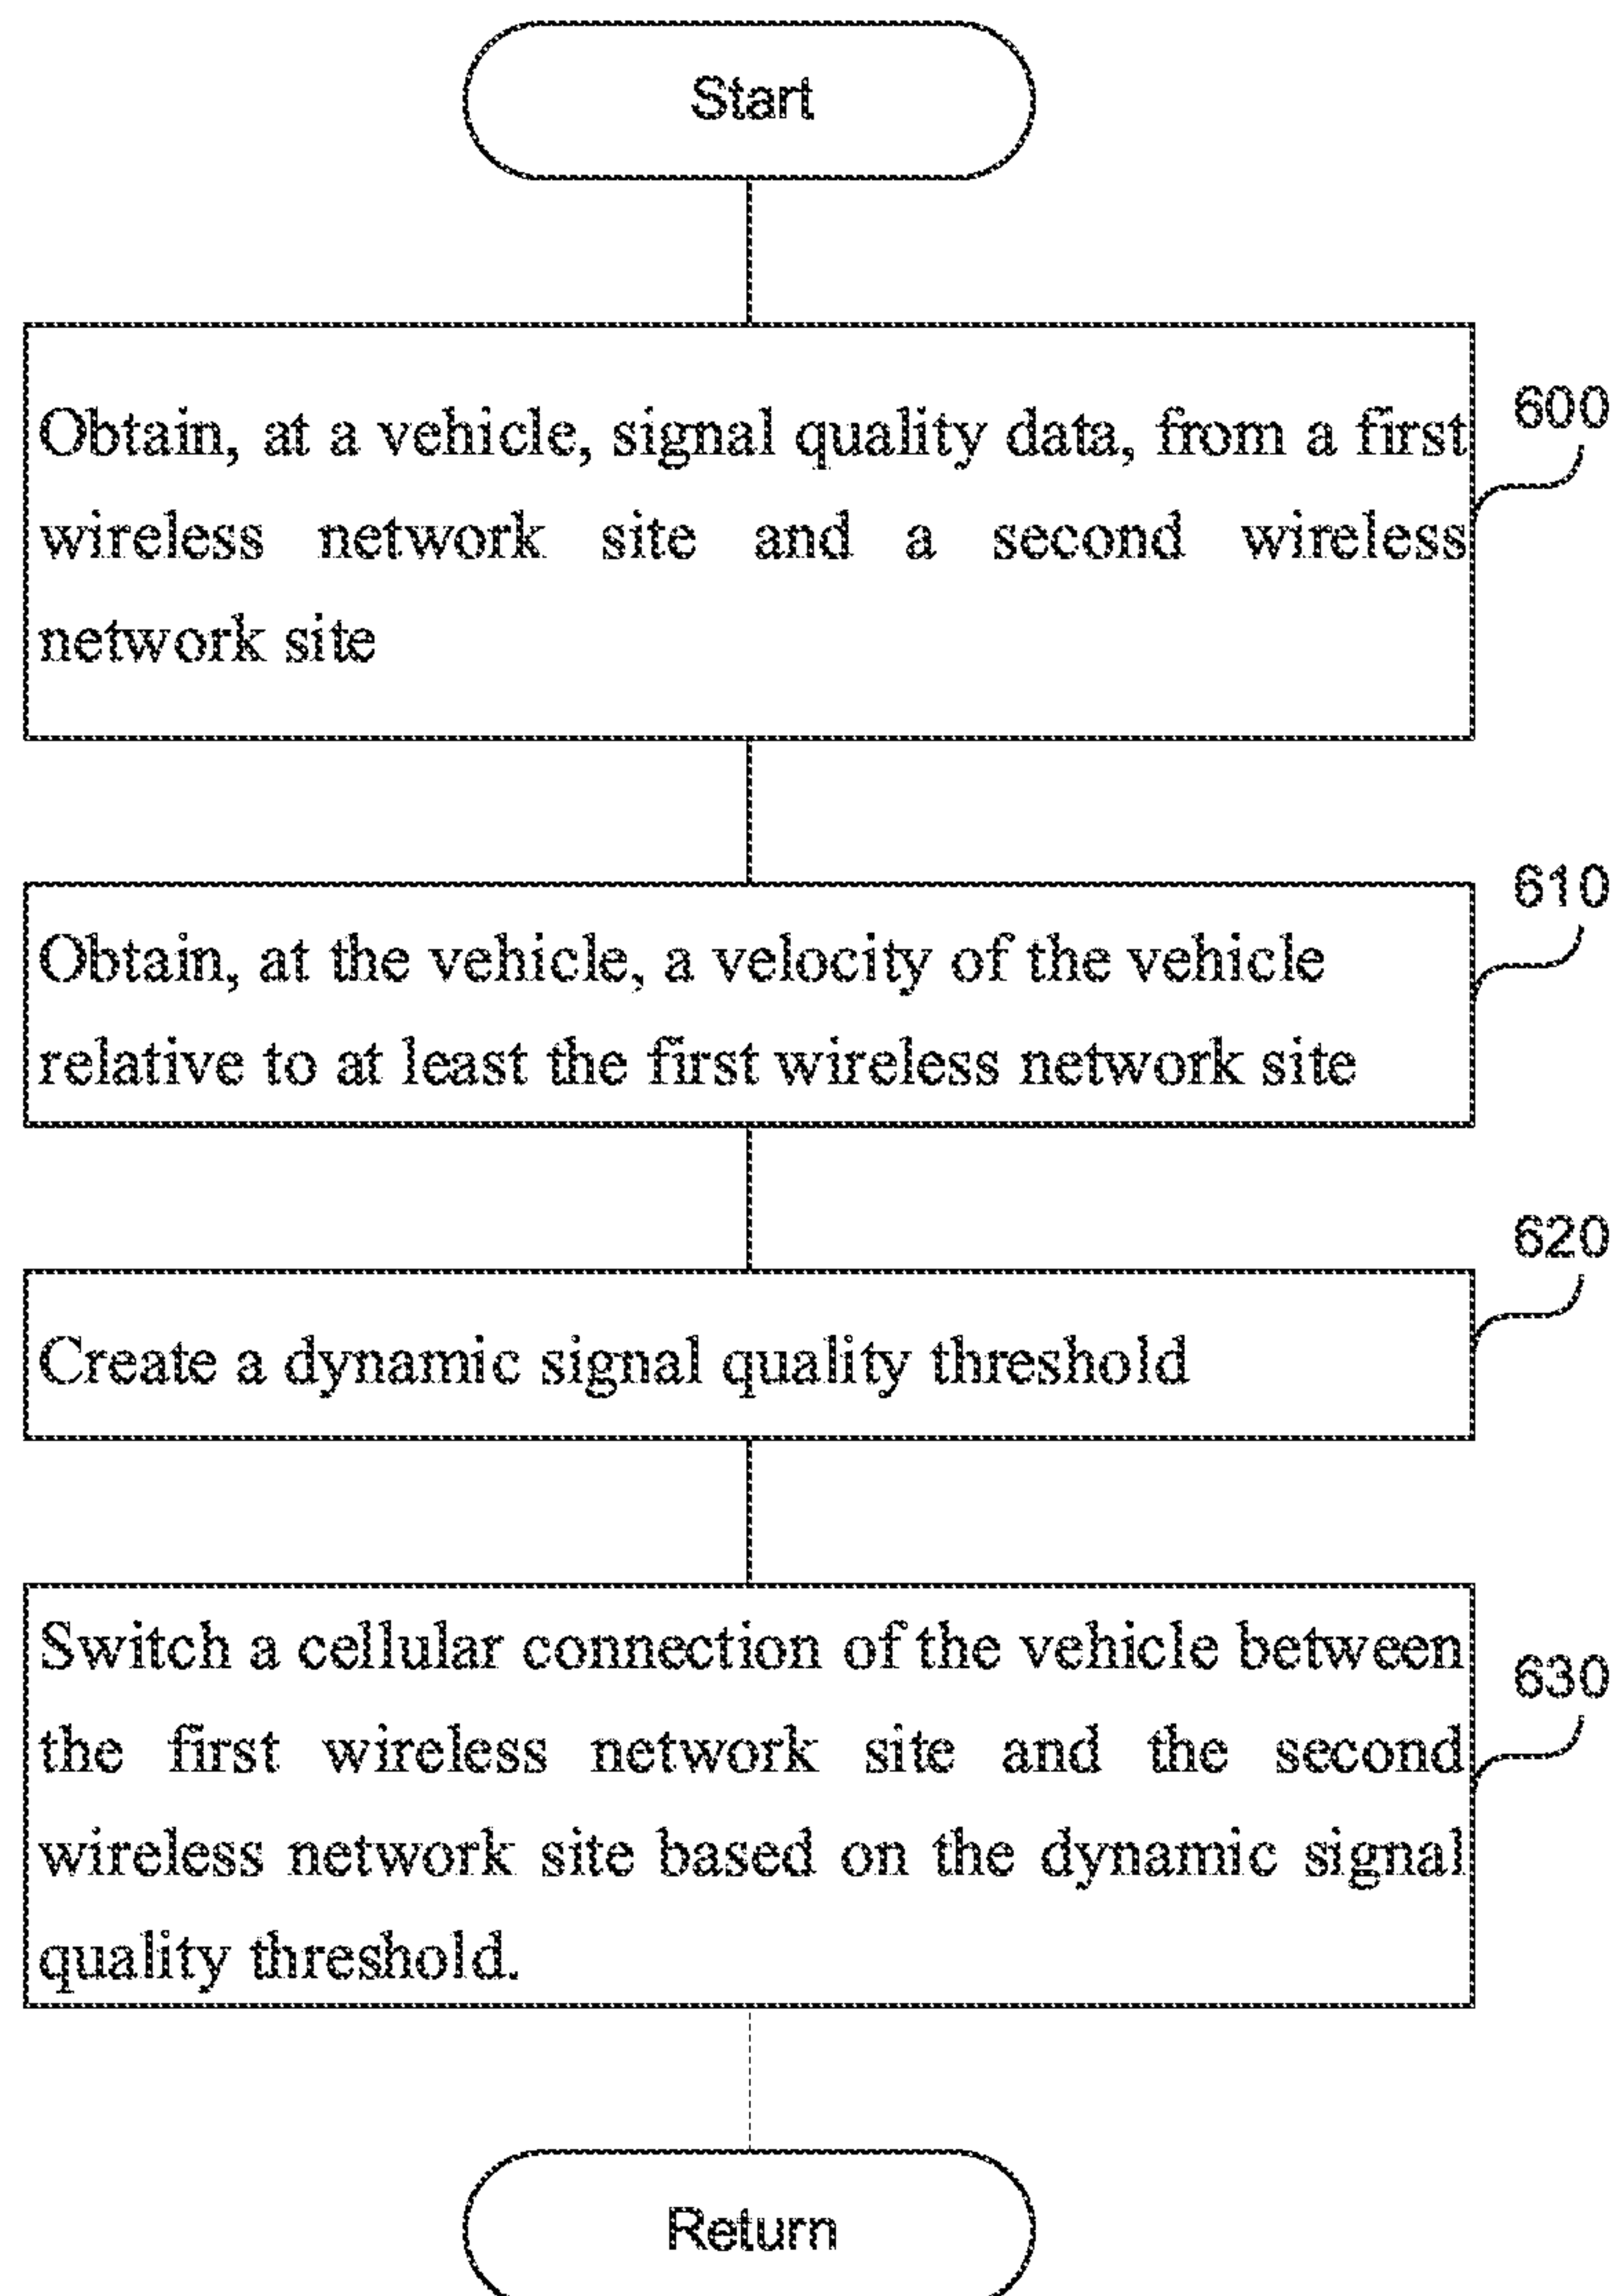 Start
Obtain, at a vehicle, signal quality data, from a first
wireless network site and a second wireless
network site
600
Obtain, at the vehicle, a velocity of the vehicle
relative to at least the first wireless network site
610
Create a dynamic signal quality threshold
620
Switch a cellular connection of the vehicle between
the first wireless network site and the second
wireless network site based on the dynamic signal
quality threshold.
630
Return